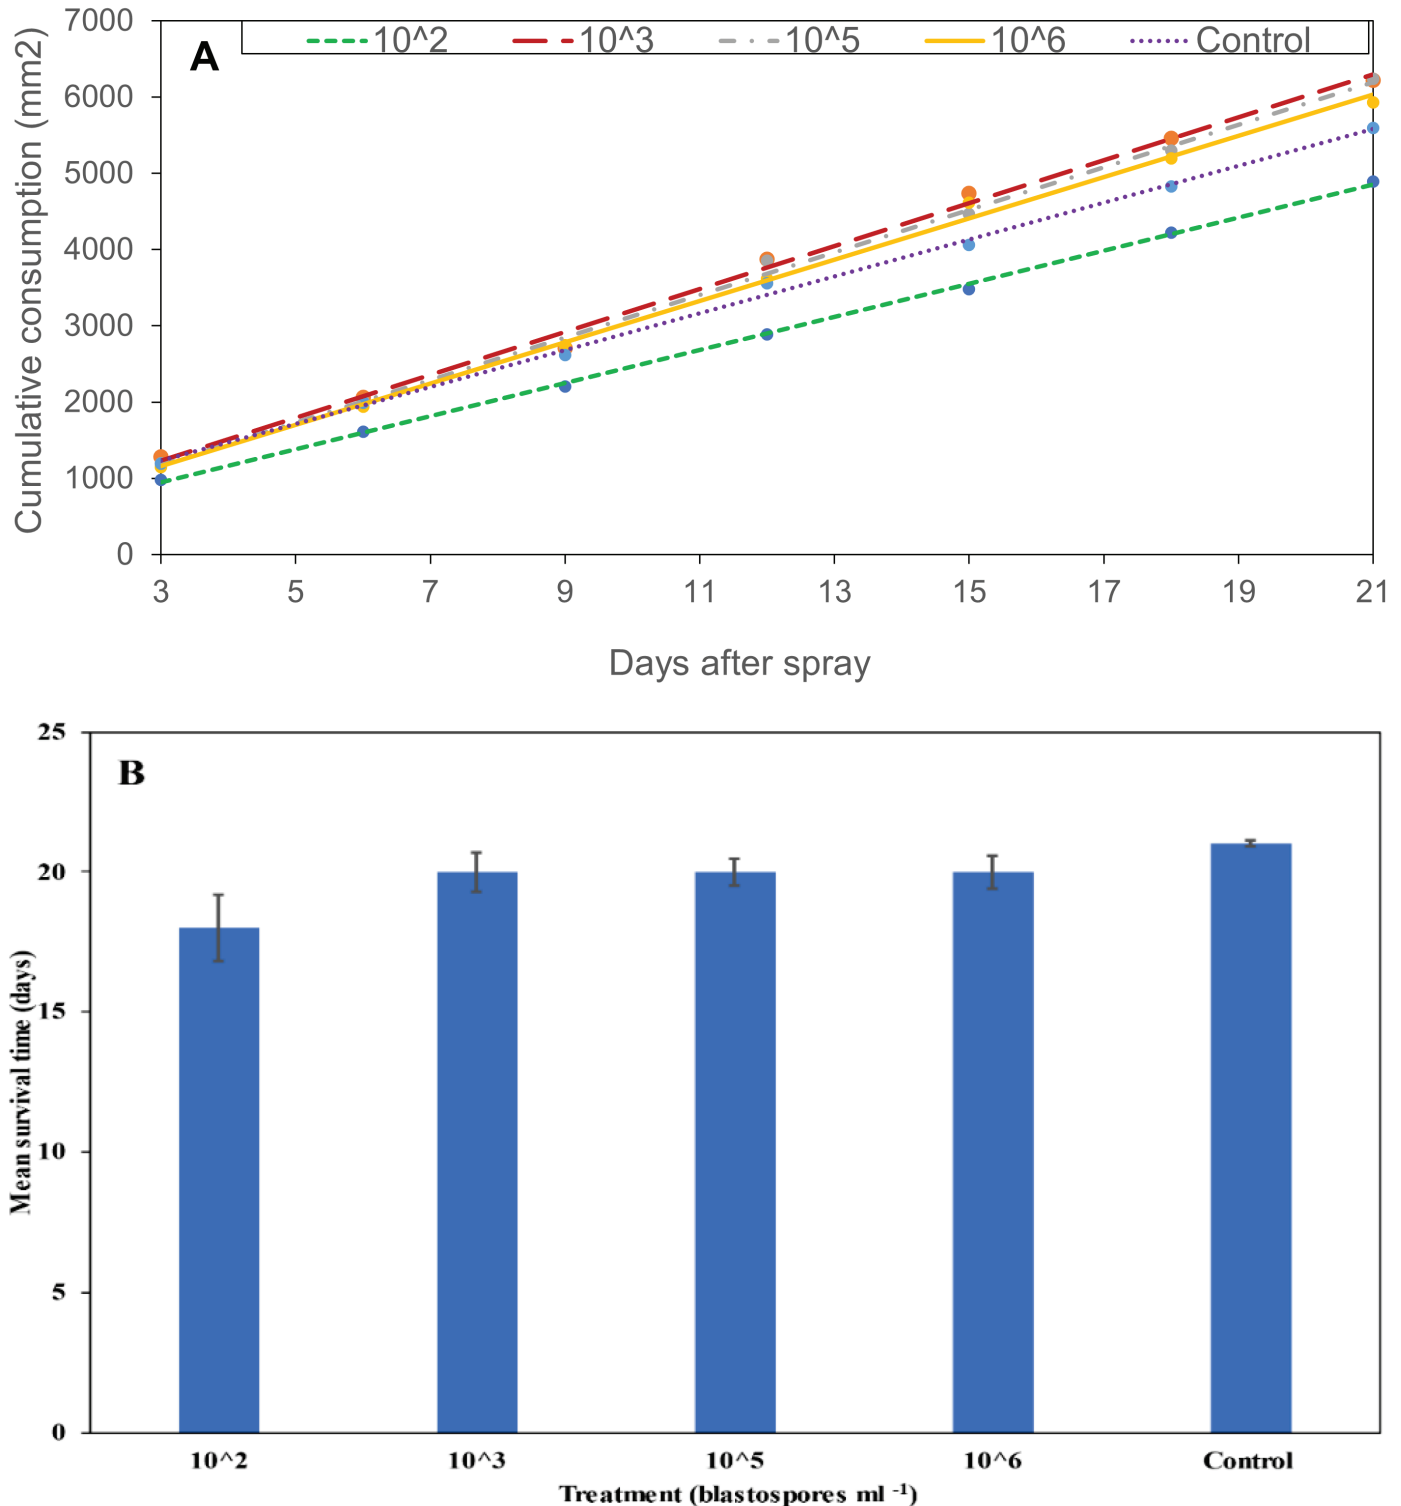 7000
A
10^2 10^3 10^5 10^6 Control
6000
5000
4000
3000
2000
1000
0
Cumulative consumption (mm2)
3 5 7 9 11 13 15 17 19 21
Days after spray
25
B
20
15
10
5
0
Mean survival time (days)
10^2 10^3 10^5 10^6 Control
Treatment (blastospores ml -1)